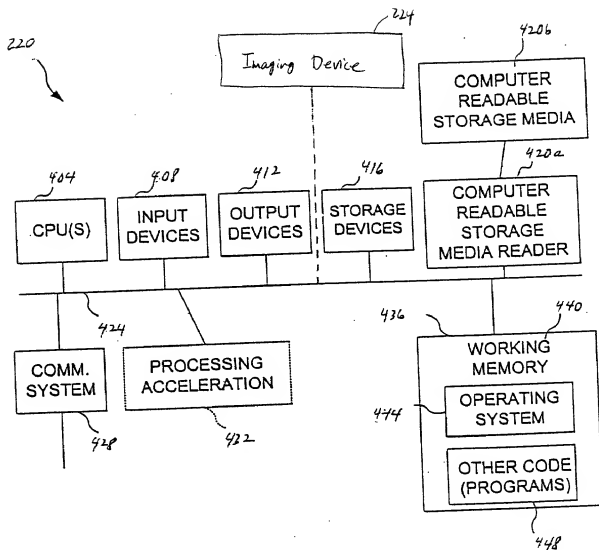 224
220
Imaging Device
420b
COMPUTER
READABLE
STORAGE MEDIA
404
CPU(S)
408
INPUT
DEVICES
412
OUTPUT
DEVICES
416
STORAGE
DEVICES
420a
COMPUTER
READABLE
STORAGE
MEDIA READER
424
COMM.
SYSTEM
428
PROCESSING
ACCELERATION
432
436
440
WORKING
MEMORY
444
OPERATING
SYSTEM
OTHER CODE
(PROGRAMS)
448